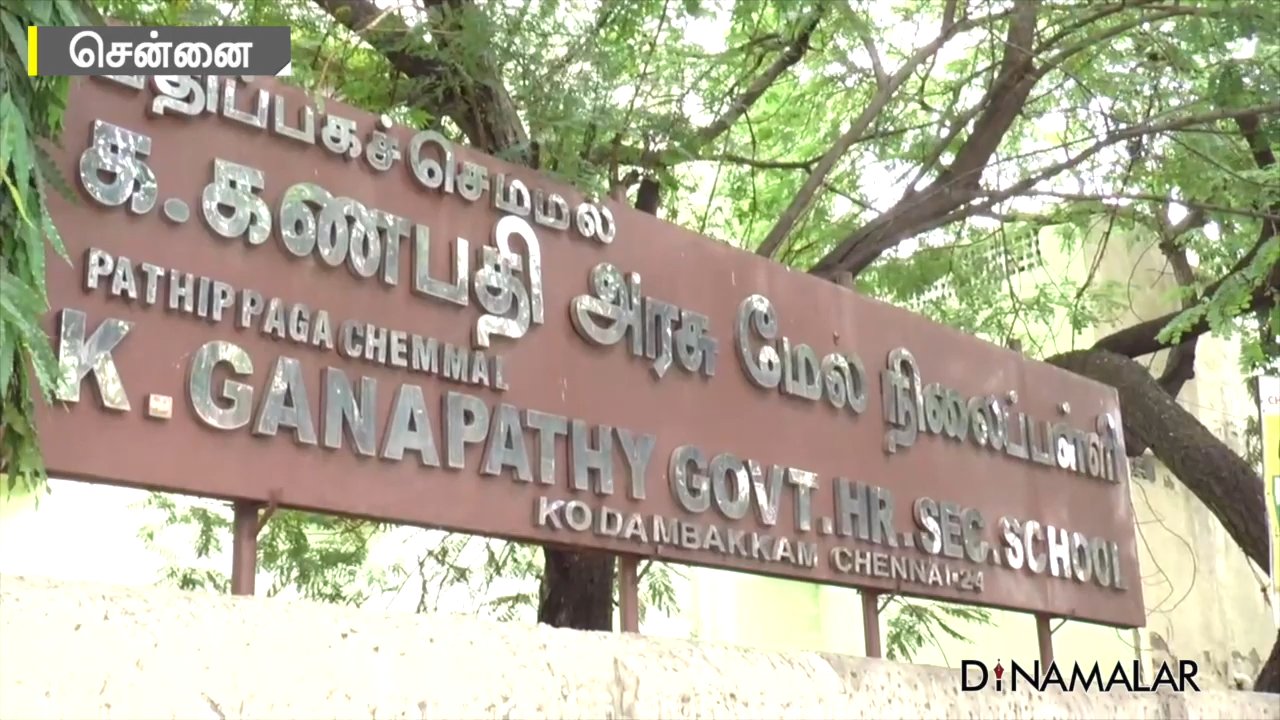 சென்னை
பதிப்பகச்செம்மல்
க.கணபதி அரசு மேல் நிலைப்பள்ளி
PATHIPPAGA CHEMMAL
K.GANAPATHY GOVT.HR.SEC.SCHOOL
KODAMBAKKAM CHENNAI-24
DINAMALAR